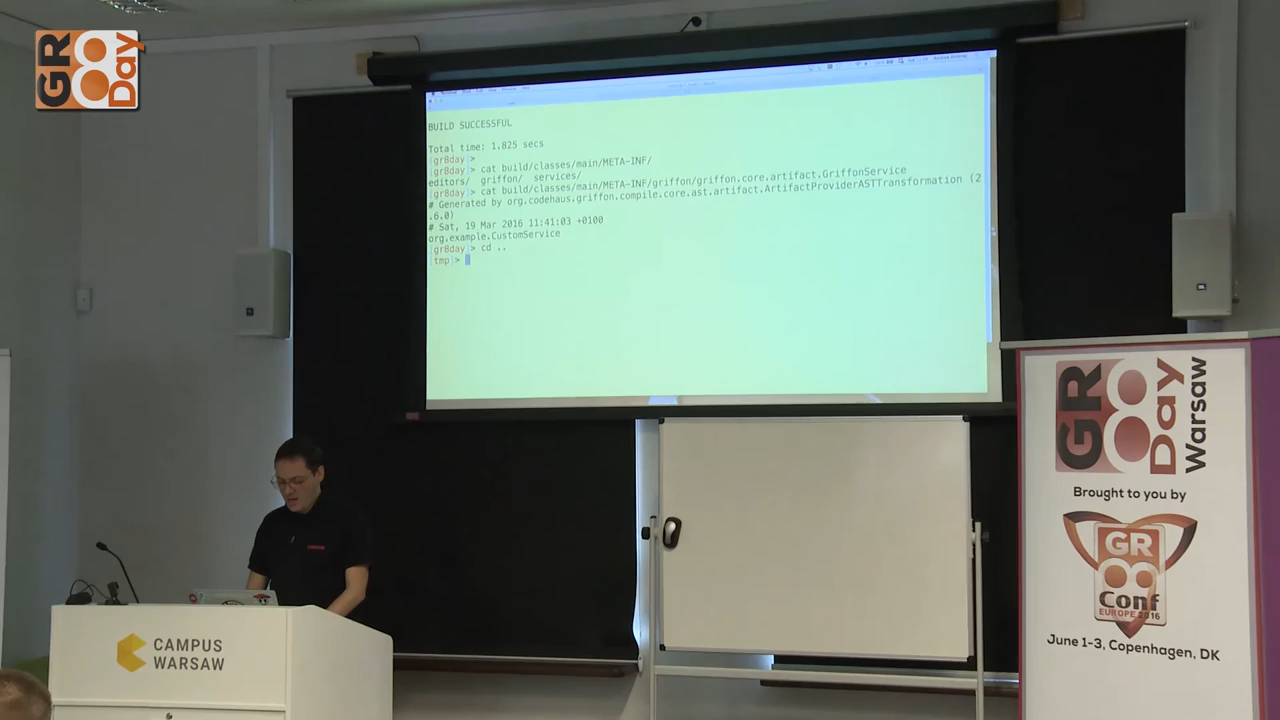 GR8Day
BUILD SUCCESSFUL
Total time: 1.825 secs
[gr8day]>
[gr8day]> cat build/classes/main/META-INF/
editors/  griffon/  services/
[gr8day]> cat build/classes/main/META-INF/griffon/griffon.core.artifact.GriffonService
# Generated by org.codehaus.griffon.compile.core.ast.artifact.ArtifactProviderASTTransformation (2
.6.0)
# Sat, 19 Mar 2016 11:41:03 +0100
org.example.CustomService
[gr8day]> cd ..
[tmp]>
CAMPUS
WARSAW
GR8Day Warsaw
Brought to you by
GR8
Conf
EUROPE 2016
June 1-3, Copenhagen, DK